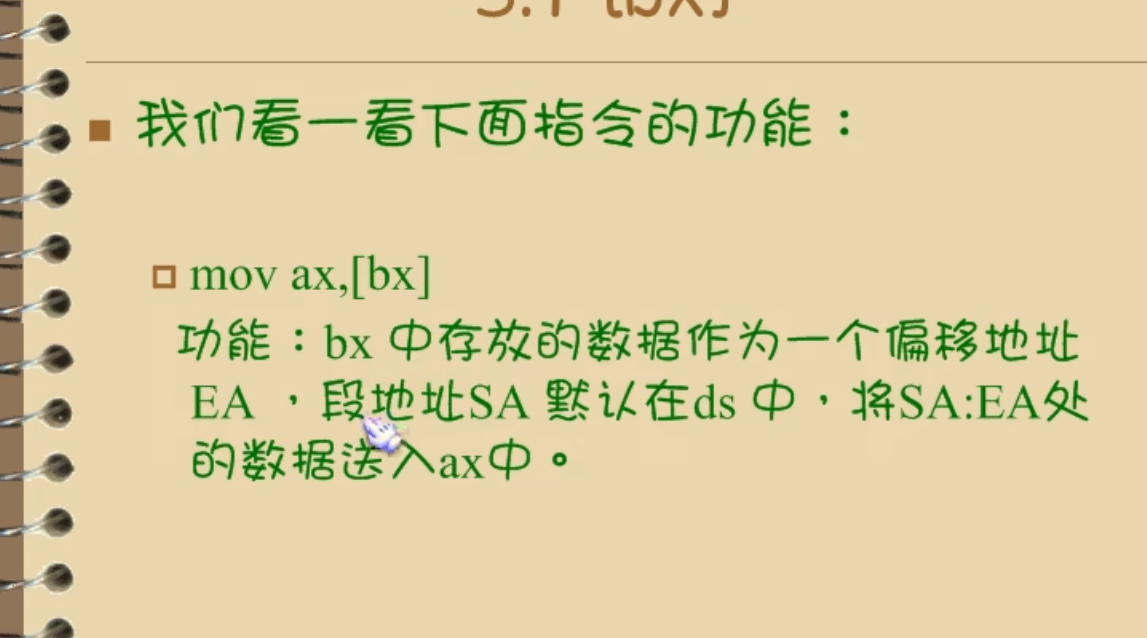 我们看一看下面指令的功能：
mov ax,[bx]
功能：bx 中存放的数据作为一个偏移地址
EA ，段地址SA 默认在ds 中，将SA:EA处
的数据送入ax中。